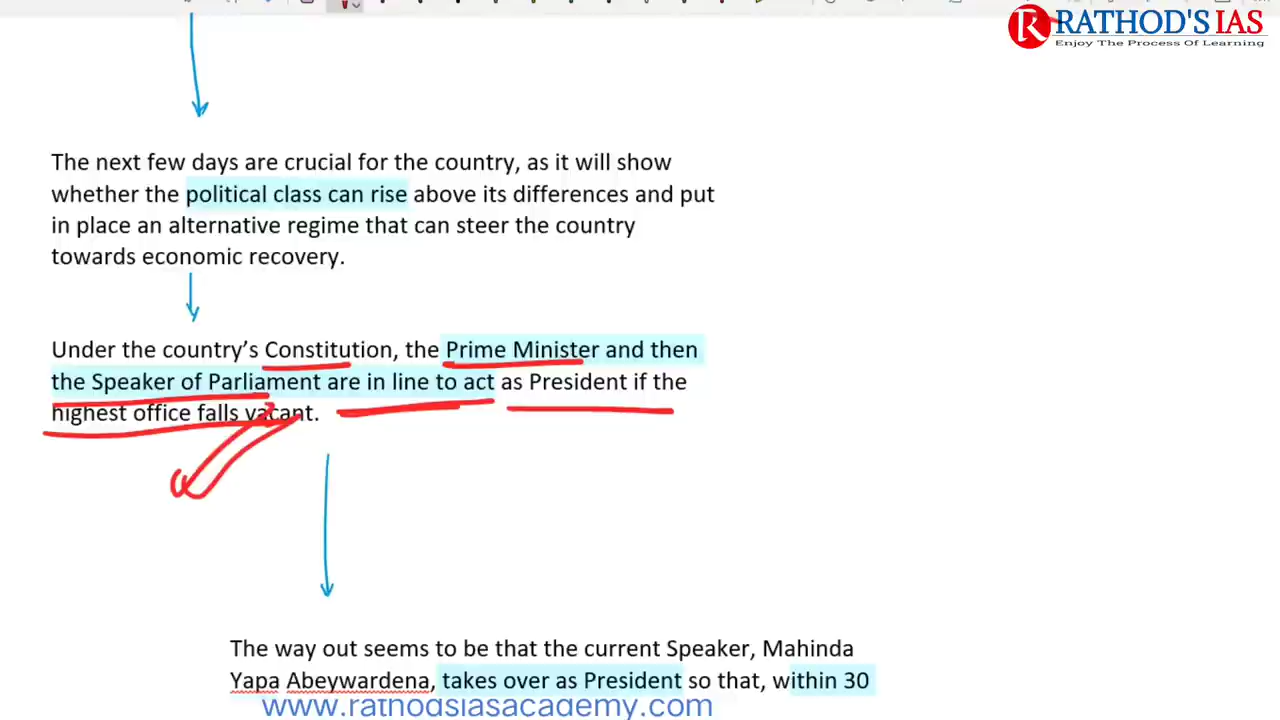 RATHOD'S IAS
Enjoy The Process Of Learning
The next few days are crucial for the country, as it will show
whether the political class can rise above its differences and put
in place an alternative regime that can steer the country
towards economic recovery.
Under the country’s Constitution, the Prime Minister and then
the Speaker of Parliament are in line to act as President if the
highest office falls vacant.
The way out seems to be that the current Speaker, Mahinda
Yapa Abeywardena, takes over as President so that, within 30
www.rathodsiasacademy.com